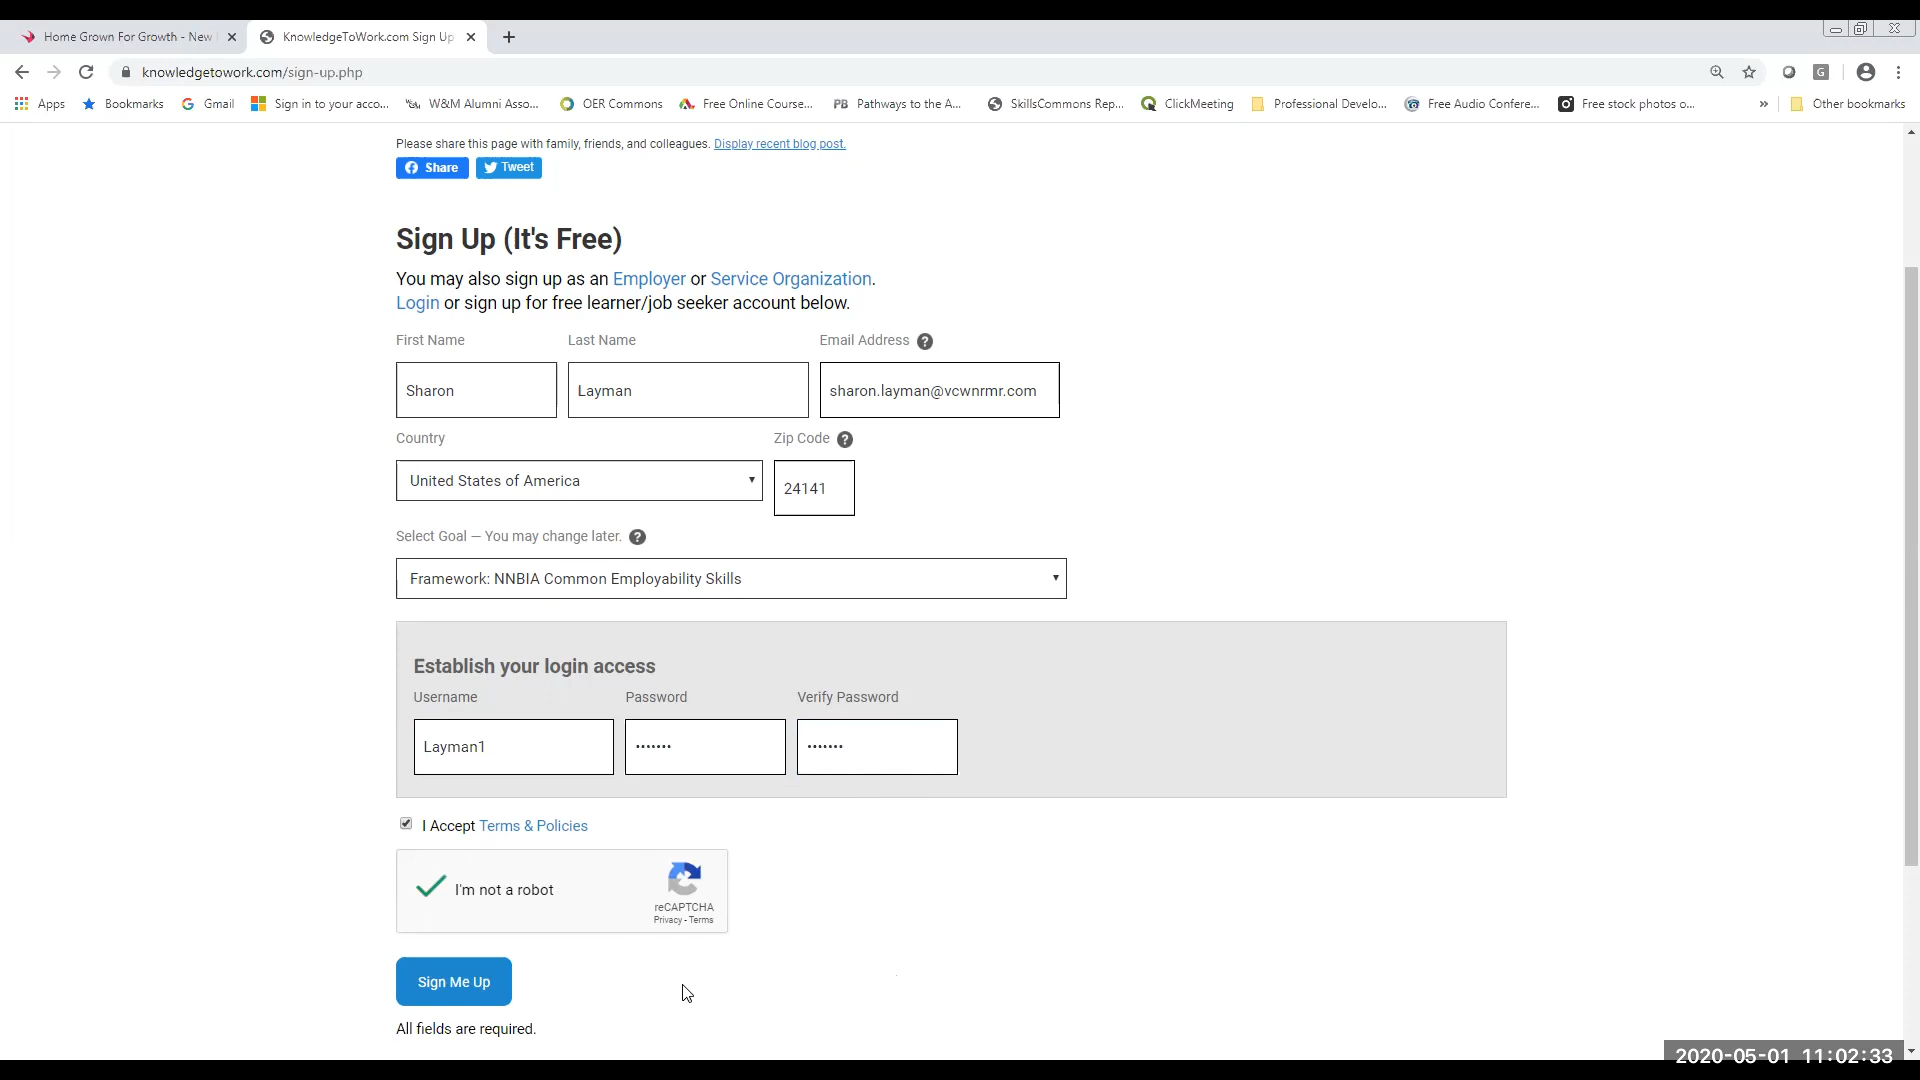 Home Grown For Growth - New
KnowledgeToWork.com Sign Up
knowledgetowork.com/sign-up.php
Apps
Bookmarks
Gmail
Sign in to your acco...
W&M Alumni Asso...
OER Commons
Free Online Course...
PB Pathways to the A...
SkillsCommons Rep...
ClickMeeting
Professional Develo...
Free Audio Confere...
Free stock photos o...
»
Other bookmarks
Please share this page with family, friends, and colleagues. Display recent blog post.
Share
Tweet
Sign Up (It's Free)
You may also sign up as an Employer or Service Organization.
Login or sign up for free learner/job seeker account below.
First Name
Last Name
Email Address ?
Sharon
Layman
sharon.layman@vcwnrmr.com
Country
Zip Code ?
United States of America
24141
Select Goal — You may change later. ?
Framework: NNBIA Common Employability Skills
Establish your login access
Username
Password
Verify Password
Layman1
•••••••
•••••••
I Accept Terms & Policies
I'm not a robot
reCAPTCHA
Privacy - Terms
Sign Me Up
All fields are required.
2020-05-01 11:02:33